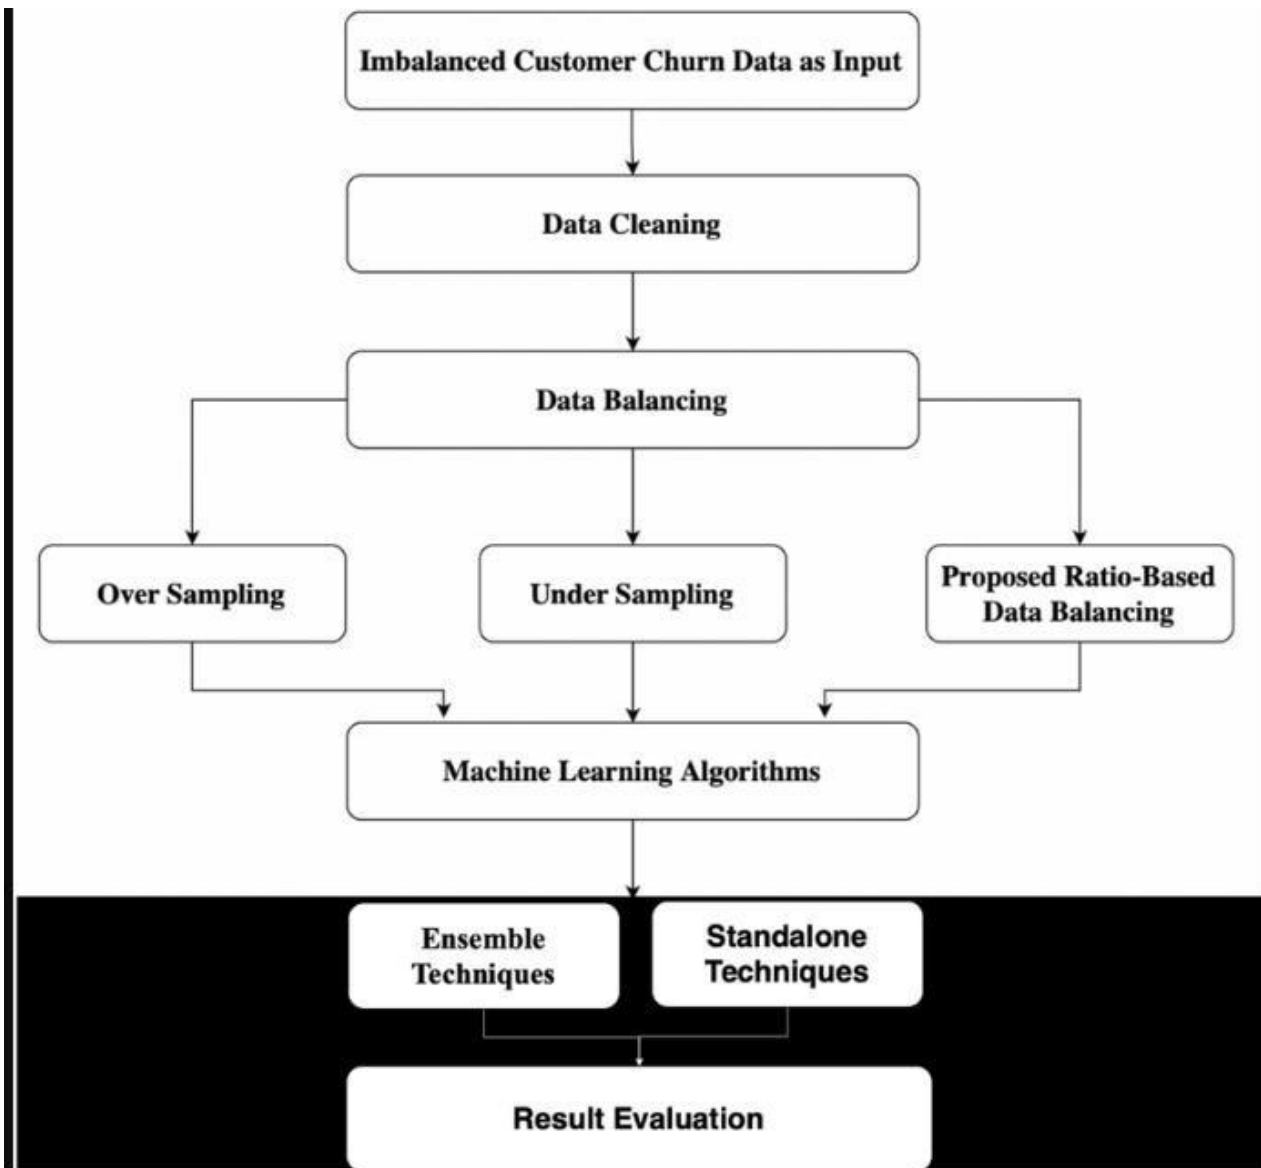 Imbalanced Customer Churn Data as Input
Data Cleaning
Data Balancing
Over Sampling
Under Sampling
Proposed Ratio-Based
Data Balancing
Machine Learning Algorithms
Ensemble
Techniques
Standalone
Techniques
Result Evaluation